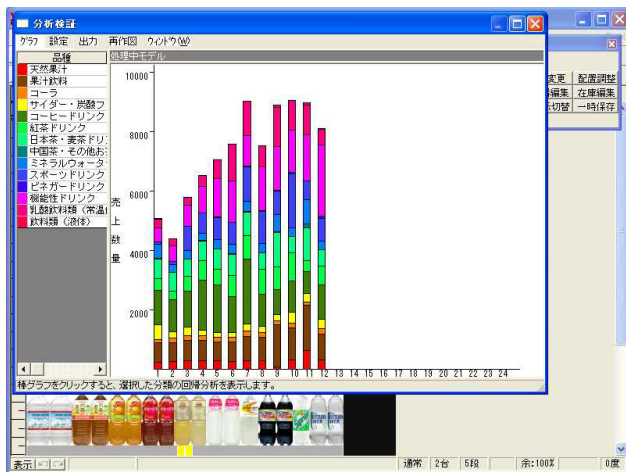 分析検証
グラフ 設定 出力 再作図 ウィンドウ(W)
品種
処理中モデル
天然果汁
果汁飲料
コーラ
サイダー・炭酸フ
コーヒードリンク
紅茶ドリンク
日本茶・麦茶ドリ
中国茶・その他お
ミネラルウォータ
スポーツドリンク
ビネガードリンク
機能性ドリンク
乳酸飲料類（常温
飲料類（液体）
売上数量
10000
8000
6000
4000
2000
1 2 3 4 5 6 7 8 9 10 11 12 13 14 15 16 17 18 19 20 21 22 23 24
棒グラフをクリックすると、選択した分類の回帰分析を表示します。
変更 配置調整
編集 在庫編集
切替 一時保存
表示 通常 2台 5段 余:100% 0度